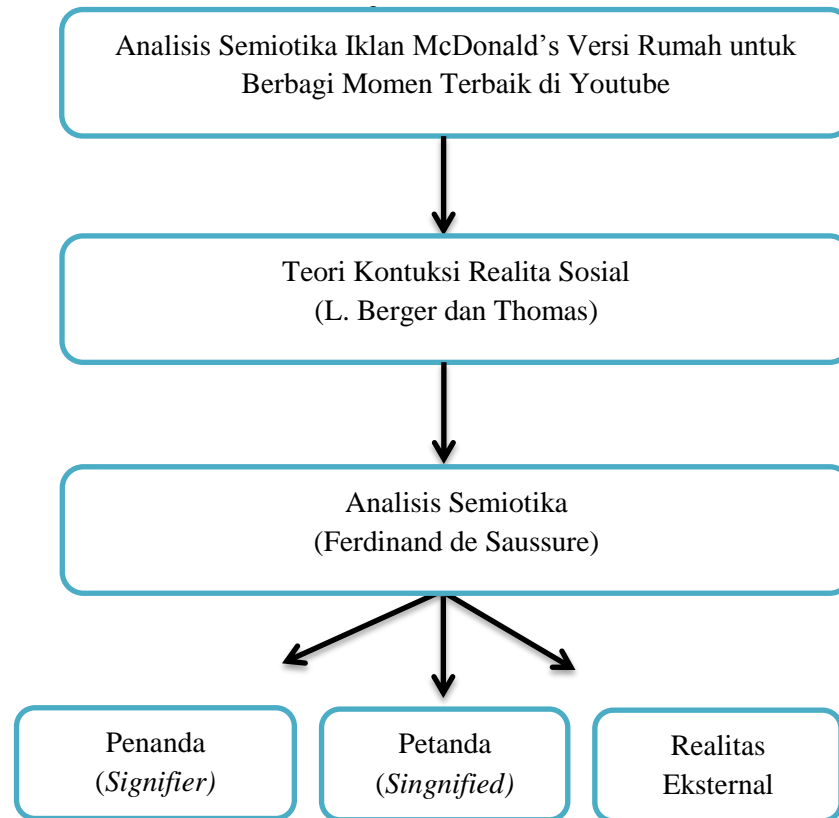 Analisis Semiotika Iklan McDonald’s Versi Rumah untuk
Berbagi Momen Terbaik di Youtube
Teori Kontuksi Realita Sosial
(L. Berger dan Thomas)
Analisis Semiotika
(Ferdinand de Saussure)
Penanda
(Signifier)
Petanda
(Singnified)
Realitas
Eksternal